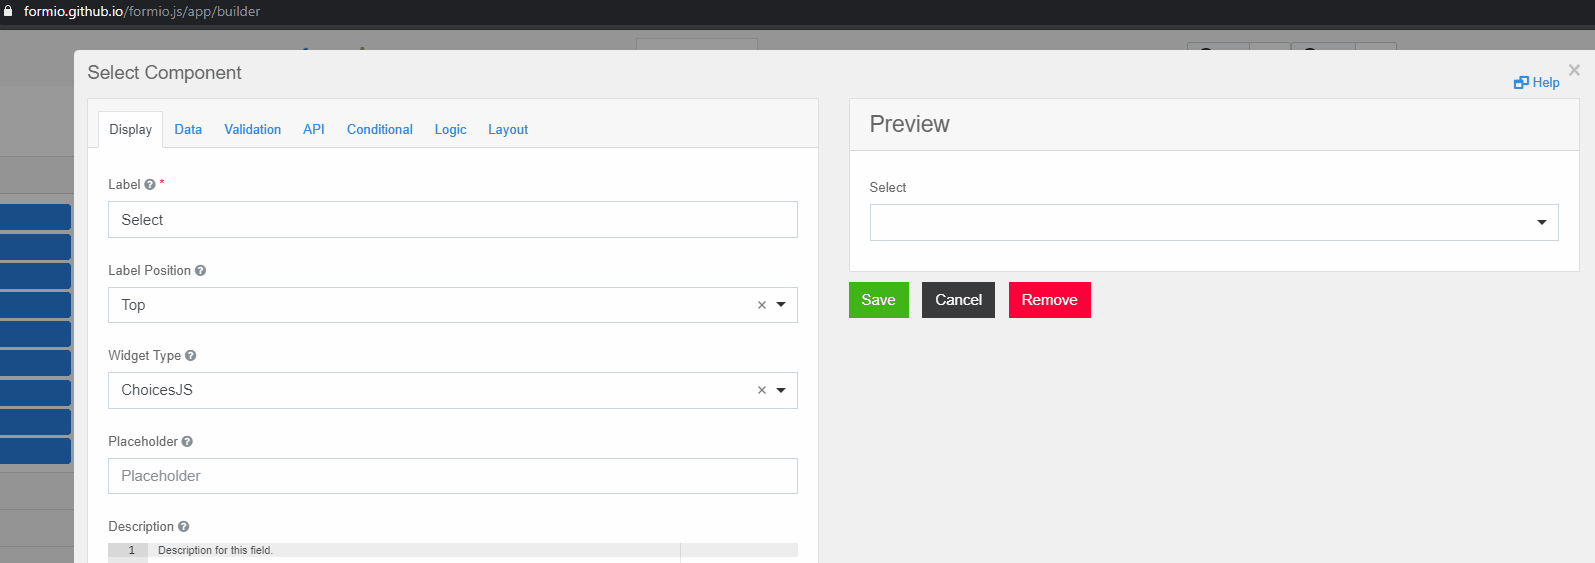 formio.github.io/formio.js/app/builder
Select Component
×
Help
Display Data Validation API Conditional Logic Layout
Preview
Label *
Select
Select
Label Position
Top ×
Save Cancel Remove
Widget Type
ChoicesJS ×
Placeholder
Placeholder
Description
1 Description for this field.